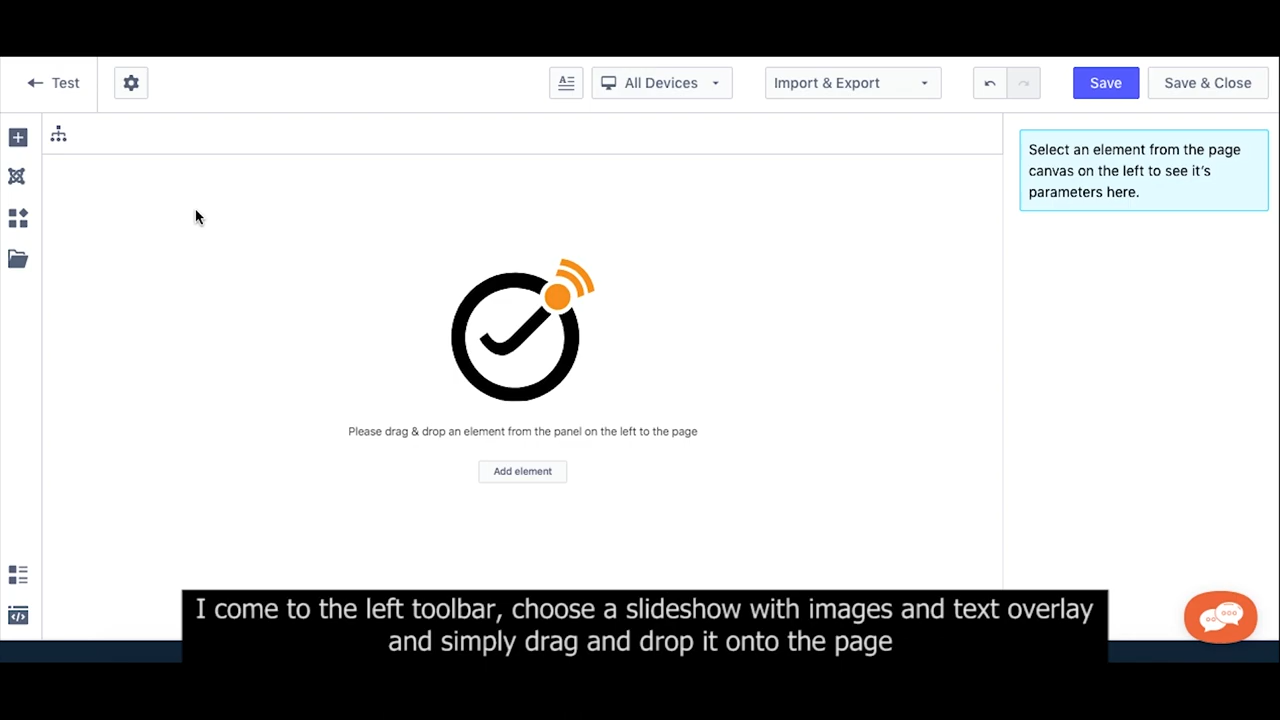 Test
All Devices
Import & Export
Save
Save & Close
Select an element from the page
canvas on the left to see it's
parameters here.
Please drag & drop an element from the panel on the left to the page
Add element
I come to the left toolbar, choose a slideshow with images and text overlay
and simply drag and drop it onto the page